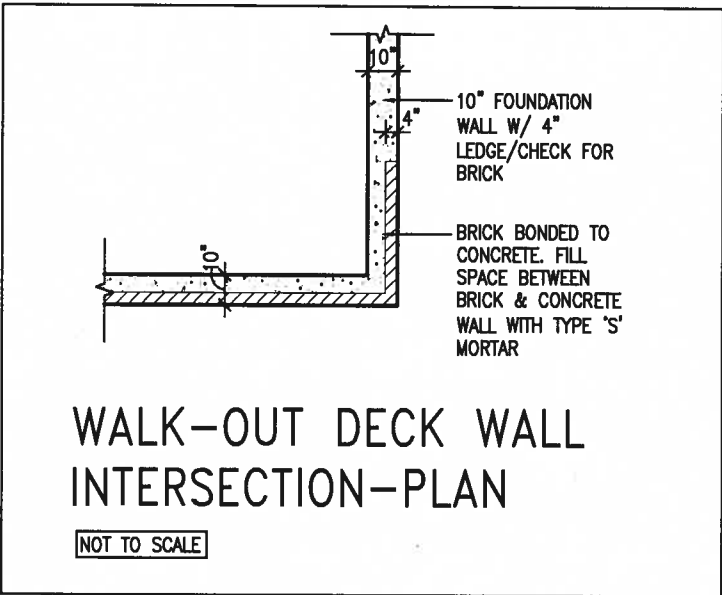 10"
4"
10" FOUNDATION
WALL W/ 4"
LEDGE/CHECK FOR
BRICK
BRICK BONDED TO
CONCRETE. FILL
SPACE BETWEEN
BRICK & CONCRETE
WALL WITH TYPE 'S'
MORTAR
10"
WALK-OUT DECK WALL
INTERSECTION-PLAN
NOT TO SCALE